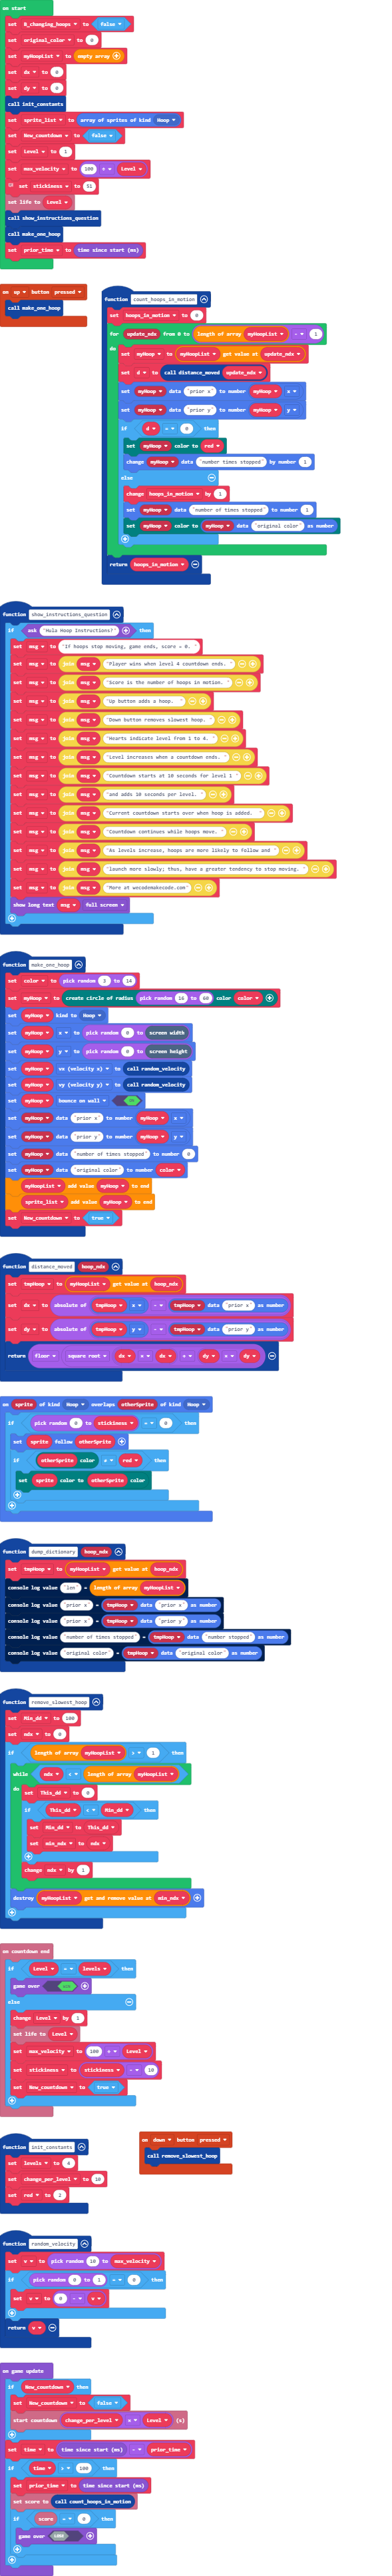 on start
set B_changing_hoops to false
set original_color to 0
set myHoopList to empty array
set dx to 0
set dy to 0
call init_constants
set sprite_list to array of sprites of kind Hoop
set New_countdown to false
set Level to 1
set max_velocity to 100 ÷ Level
set stickiness to 51
set life to Level
call show_instructions_question
call make_one_hoop
set prior_time to time since start (ms)
on up button pressed
call make_one_hoop
function count_hoops_in_motion
set hoops_in_motion to 0
for update_ndx from 0 to length of array myHoopList - 1
do set myHoop to myHoopList get value at update_ndx
set d to call distance_moved update_ndx
set myHoop data "prior x" to number myHoop x
set myHoop data "prior y" to number myHoop y
if d = 0 then
set myHoop color to red
change myHoop data "number times stopped" by number 1
else
change hoops_in_motion by 1
set myHoop data "number of times stopped" to number 1
set myHoop color to myHoop data "original color" as number
return hoops_in_motion
function show_instructions_question
if ask "Hula Hoop Instructions?" then
set msg to "If hoops stop moving, game ends, score = 0. "
set msg to join msg "Player wins when level 4 countdown ends. "
set msg to join msg "Score is the number of hoops in motion. "
set msg to join msg "Up button adds a hoop. "
set msg to join msg "Down button removes slowest hoop. "
set msg to join msg "Hearts indicate level from 1 to 4. "
set msg to join msg "Level increases when a countdown ends. "
set msg to join msg "Countdown starts at 10 seconds for level 1 "
set msg to join msg "and adds 10 seconds per level. "
set msg to join msg "Current countdown starts over when hoop is added. "
set msg to join msg "Countdown continues while hoops move. "
set msg to join msg "As levels increase, hoops are more likely to follow and "
set msg to join msg "launch more slowly; thus, have a greater tendency to stop moving. "
set msg to join msg "More at wecodemakecode.com"
show long text msg full screen
function make_one_hoop
set color to pick random 3 to 14
set myHoop to create circle of radius pick random 10 to 60 color color
set myHoop kind to Hoop
set myHoop x to pick random 0 to screen width
set myHoop y to pick random 0 to screen height
set myHoop vx (velocity x) to call random_velocity
set myHoop vy (velocity y) to call random_velocity
set myHoop bounce on wall
set myHoop data "prior x" to number myHoop x
set myHoop data "prior y" to number myHoop y
set myHoop data "number of times stopped" to number 0
set myHoop data "original color" to number color
myHoopList add value myHoop to end
sprite_list add value myHoop to end
set New_countdown to true
function distance_moved hoop_ndx
set tmpHoop to myHoopList get value at hoop_ndx
set dx to absolute of tmpHoop x - tmpHoop data "prior x" as number
set dy to absolute of tmpHoop y - tmpHoop data "prior y" as number
return floor square root dx × dx + dy × dy
on sprite of kind Hoop overlaps otherSprite of kind Hoop
if pick random 0 to stickiness = 0 then
set sprite follow otherSprite
if otherSprite color ≠ red then
set sprite color to otherSprite color
function dump_dictionary hoop_ndx
set tmpHoop to myHoopList get value at hoop_ndx
console log value "len" = length of array myHoopList
console log value "prior x" = tmpHoop data "prior x" as number
console log value "prior x" = tmpHoop data "prior y" as number
console log value "number of times stopped" = tmpHoop data "number stopped" as number
console log value "original color" = tmpHoop data "original color" as number
function remove_slowest_hoop
set Min_dd to 100
set ndx to 0
if length of array myHoopList > 1 then
while ndx < length of array myHoopList
do set This_dd to 0
if This_dd < Min_dd then
set Min_dd to This_dd
set min_ndx to ndx
change ndx by 1
destroy myHoopList get and remove value at min_ndx
on countdown end
if Level = levels then
game over
else
change Level by 1
set life to Level
set max_velocity to 100 ÷ Level
set stickiness to stickiness - 10
set New_countdown to true
function init_constants
set levels to 4
set change_per_level to 10
set red to 2
on down button pressed
call remove_slowest_hoop
function random_velocity
set v to pick random 10 to max_velocity
if pick random 0 to 1 = 0 then
set v to 0 - v
return v
on game update
if New_countdown then
set New_countdown to false
start countdown change_per_level × Level (s)
set time to time since start (ms) - prior_time
if time > 100 then
set prior_time to time since start (ms)
set score to call count_hoops_in_motion
if score = 0 then
game over LOSE